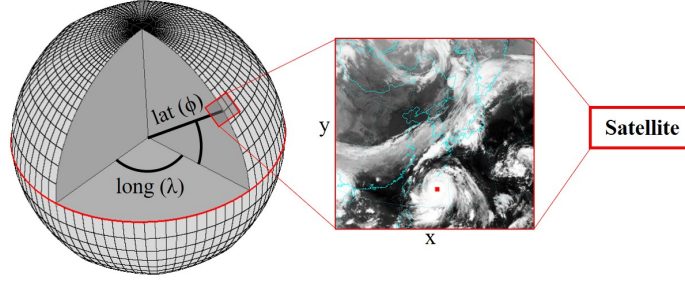 lat (ϕ)
long (λ)
y
x
Satellite